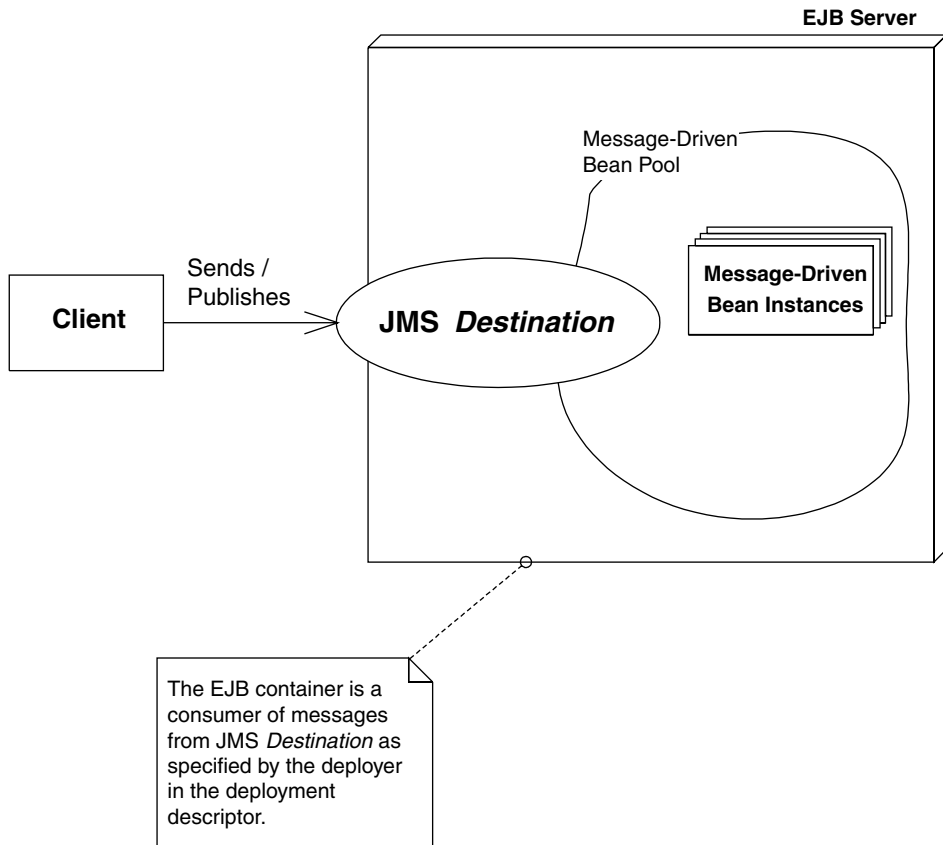 EJB Server
Message-Driven
Bean Pool
Message-Driven
Bean Instances
Sends /
Publishes
Client
JMS Destination
The EJB container is a
consumer of messages
from JMS Destination as
specified by the deployer
in the deployment
descriptor.